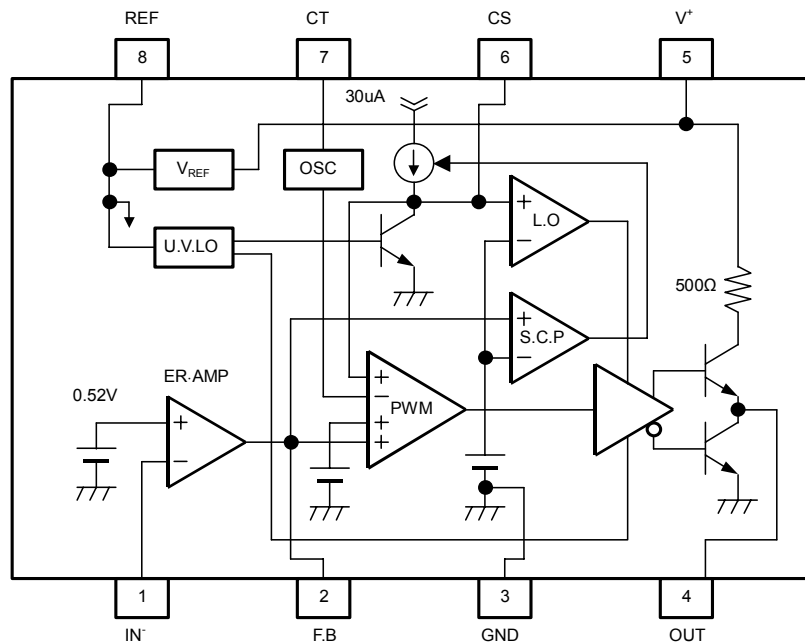 REF CT CS V+
8 7 6 5
30uA
VREF OSC
+ L.O
U.V.LO −
500Ω
+ S.C.P
−
ER·AMP
0.52V
+ PWM
−
+
+
+
−
1 2 3 4
IN- F.B GND OUT